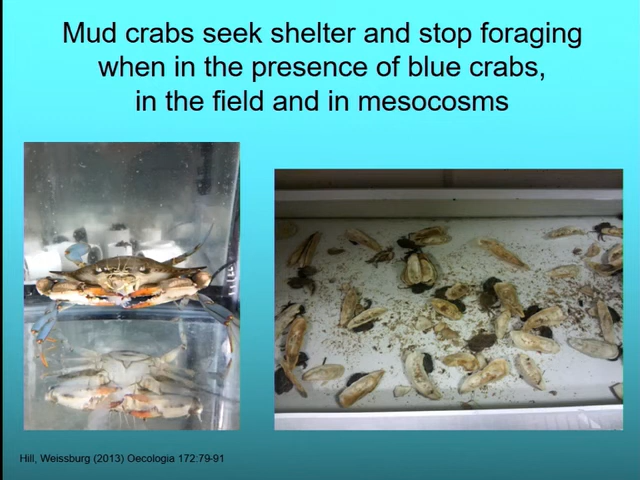 Mud crabs seek shelter and stop foraging
when in the presence of blue crabs,
in the field and in mesocosms
Hill, Weissburg (2013) Oecologia 172:79-91